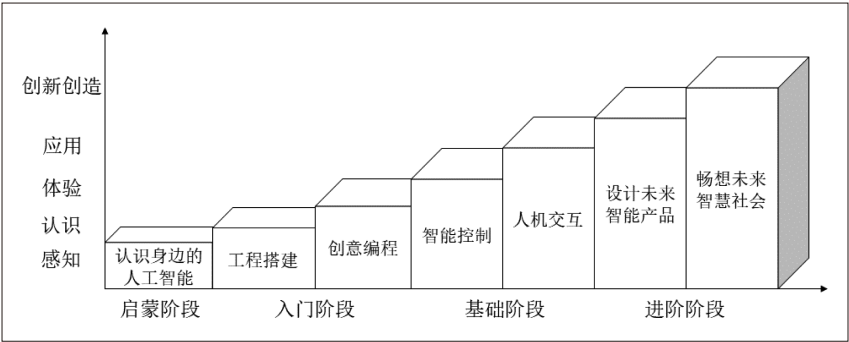 创新创造
应用
体验
认识
感知
认识身边的
人工智能
工程搭建
创意编程
智能控制
人机交互
设计未来
智能产品
畅想未来
智慧社会
启蒙阶段
入门阶段
基础阶段
进阶阶段